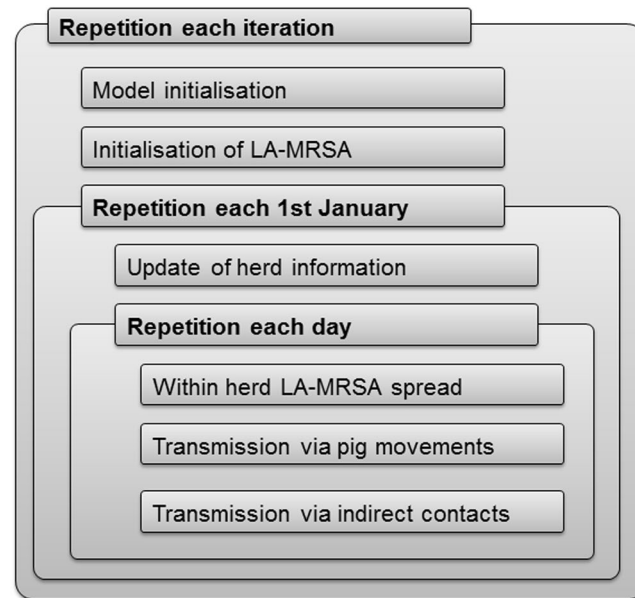 Repetition each iteration
Model initialisation
Initialisation of LA-MRSA
Repetition each 1st January
Update of herd information
Repetition each day
Within herd LA-MRSA spread
Transmission via pig movements
Transmission via indirect contacts